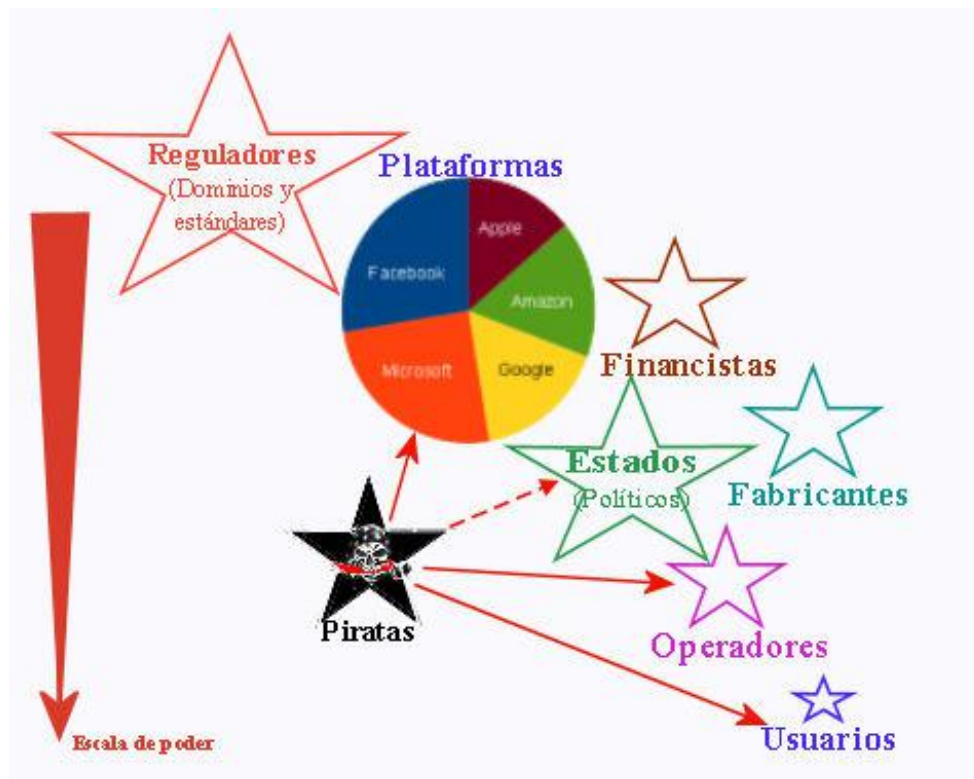 Reguladores
(Dominios y
estándares)
Plataformas
Apple
Facebook
Amazon
Microsoft
Google
Financistas
Estados
(Políticos)
Fabricantes
Piratas
Operadores
Usuarios
Escala de poder